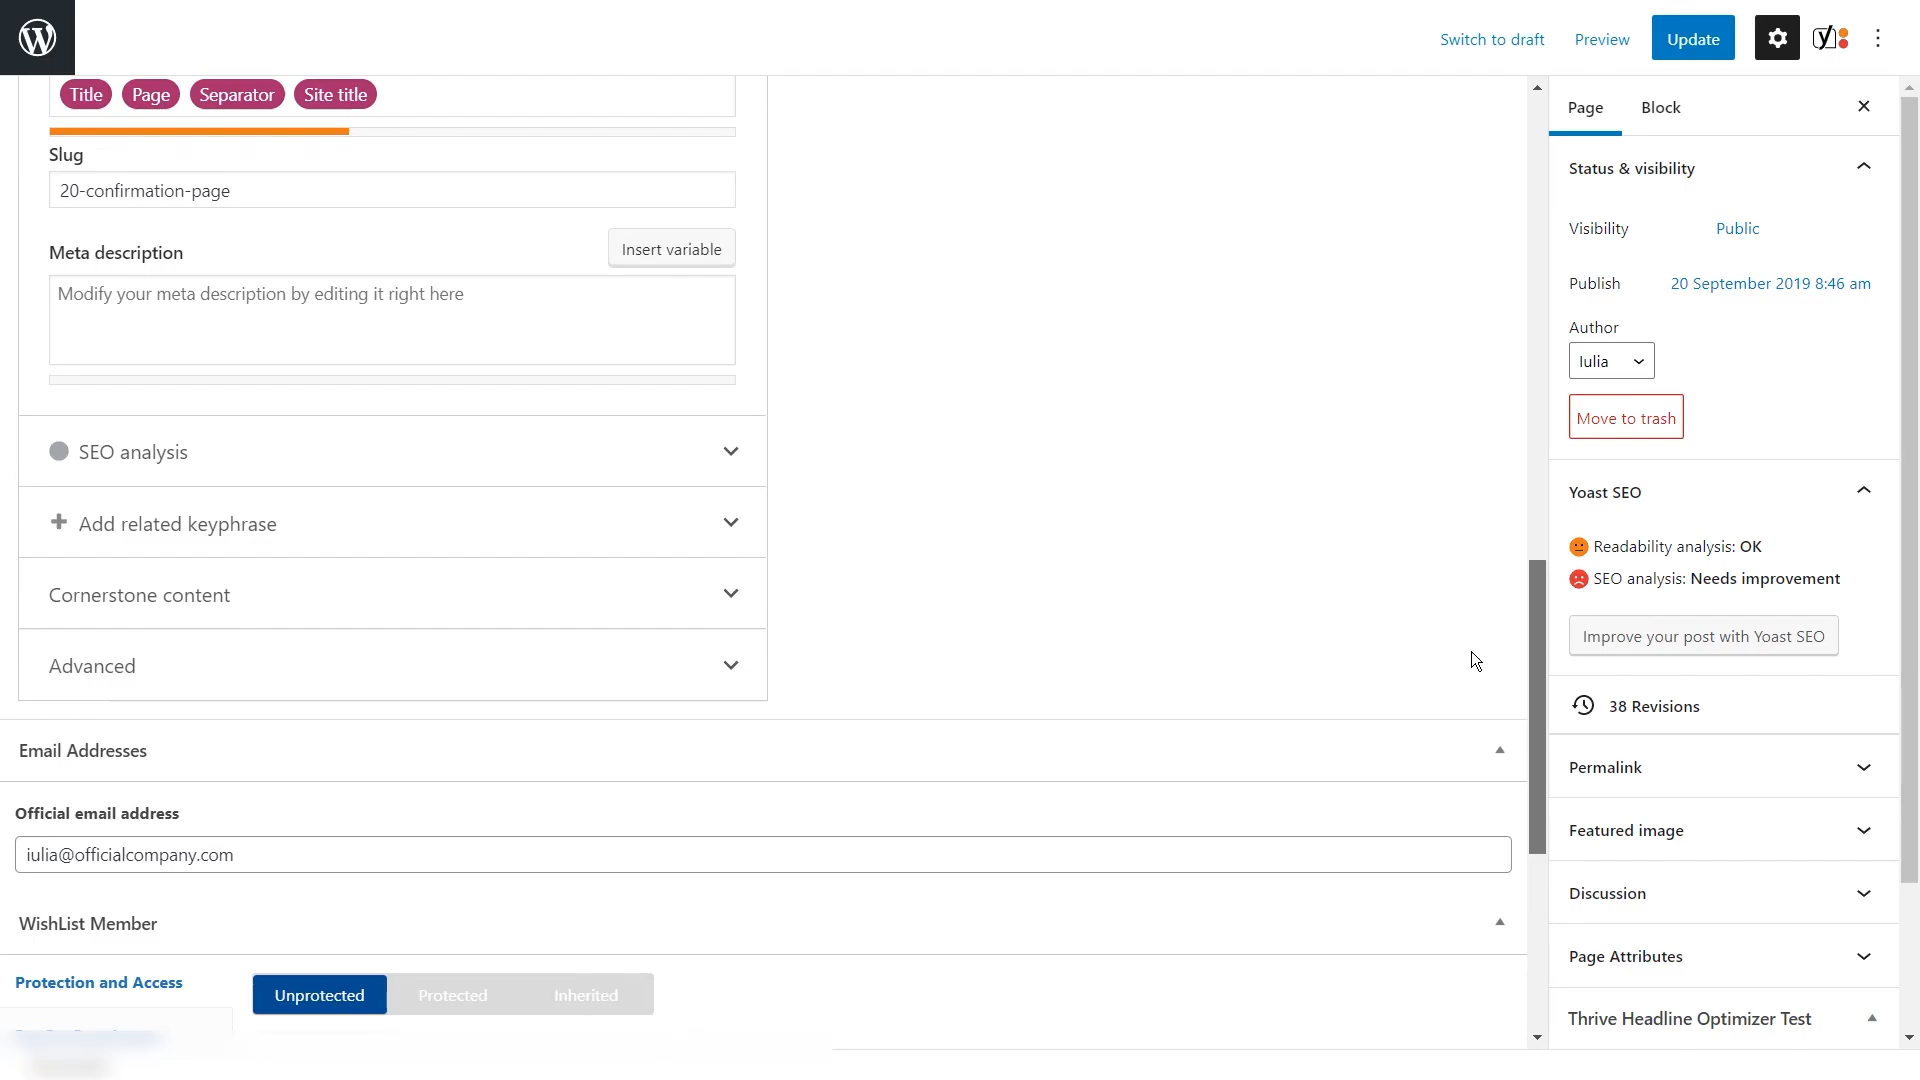 Switch to draft
Preview
Update
Title Page Separator Site title
Slug
20-confirmation-page
Meta description
Insert variable
Modify your meta description by editing it right here
SEO analysis
Add related keyphrase
Cornerstone content
Advanced
Email Addresses
Official email address
iulia@officialcompany.com
WishList Member
Protection and Access
Unprotected Protected Inherited
Page Block
Status & visibility
Visibility Public
Publish 20 September 2019 8:46 am
Author
Iulia
Move to trash
Yoast SEO
Readability analysis: OK
SEO analysis: Needs improvement
Improve your post with Yoast SEO
38 Revisions
Permalink
Featured image
Discussion
Page Attributes
Thrive Headline Optimizer Test